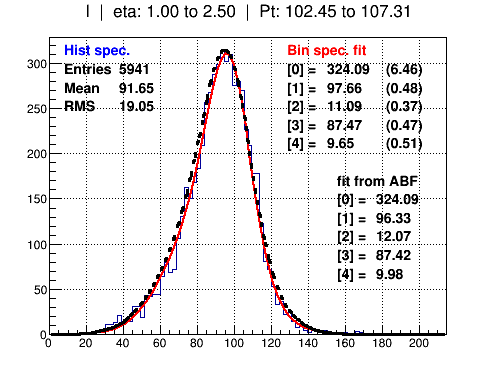 I | eta: 1.00 to 2.50 | Pt: 102.45 to 107.31
Hist spec.
Entries 5941
Mean 91.65
RMS 19.05
Bin spec. fit
[0] = 324.09 (6.46)
[1] = 97.66 (0.48)
[2] = 11.09 (0.37)
[3] = 87.47 (0.47)
[4] = 9.65 (0.51)
fit from ABF
[0] = 324.09
[1] = 96.33
[2] = 12.07
[3] = 87.42
[4] = 9.98
300
250
200
150
100
50
0
0 20 40 60 80 100 120 140 160 180 200